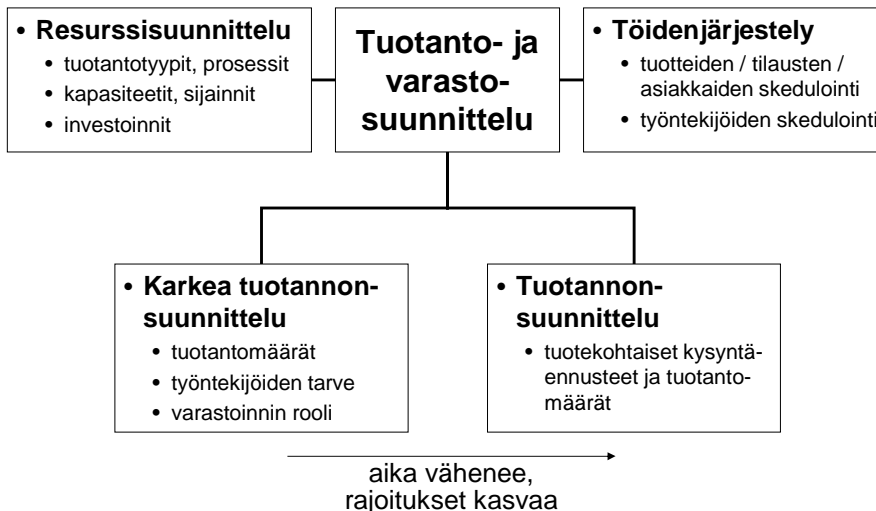 • Resurssisuunnittelu
• tuotantotyypit, prosessit
• kapasiteetit, sijainnit
• investoinnit
Tuotanto- ja
varasto-
suunnittelu
• Töidenjärjestely
• tuotteiden / tilausten /
asiakkaiden skedulointi
• työntekijöiden skedulointi
• Karkea tuotannon-
suunnittelu
• tuotantomäärät
• työntekijöiden tarve
• varastoinnin rooli
• Tuotannon-
suunnittelu
• tuotekohtaiset kysyntä-
ennusteet ja tuotanto-
määrät
aika vähenee,
rajoitukset kasvaa